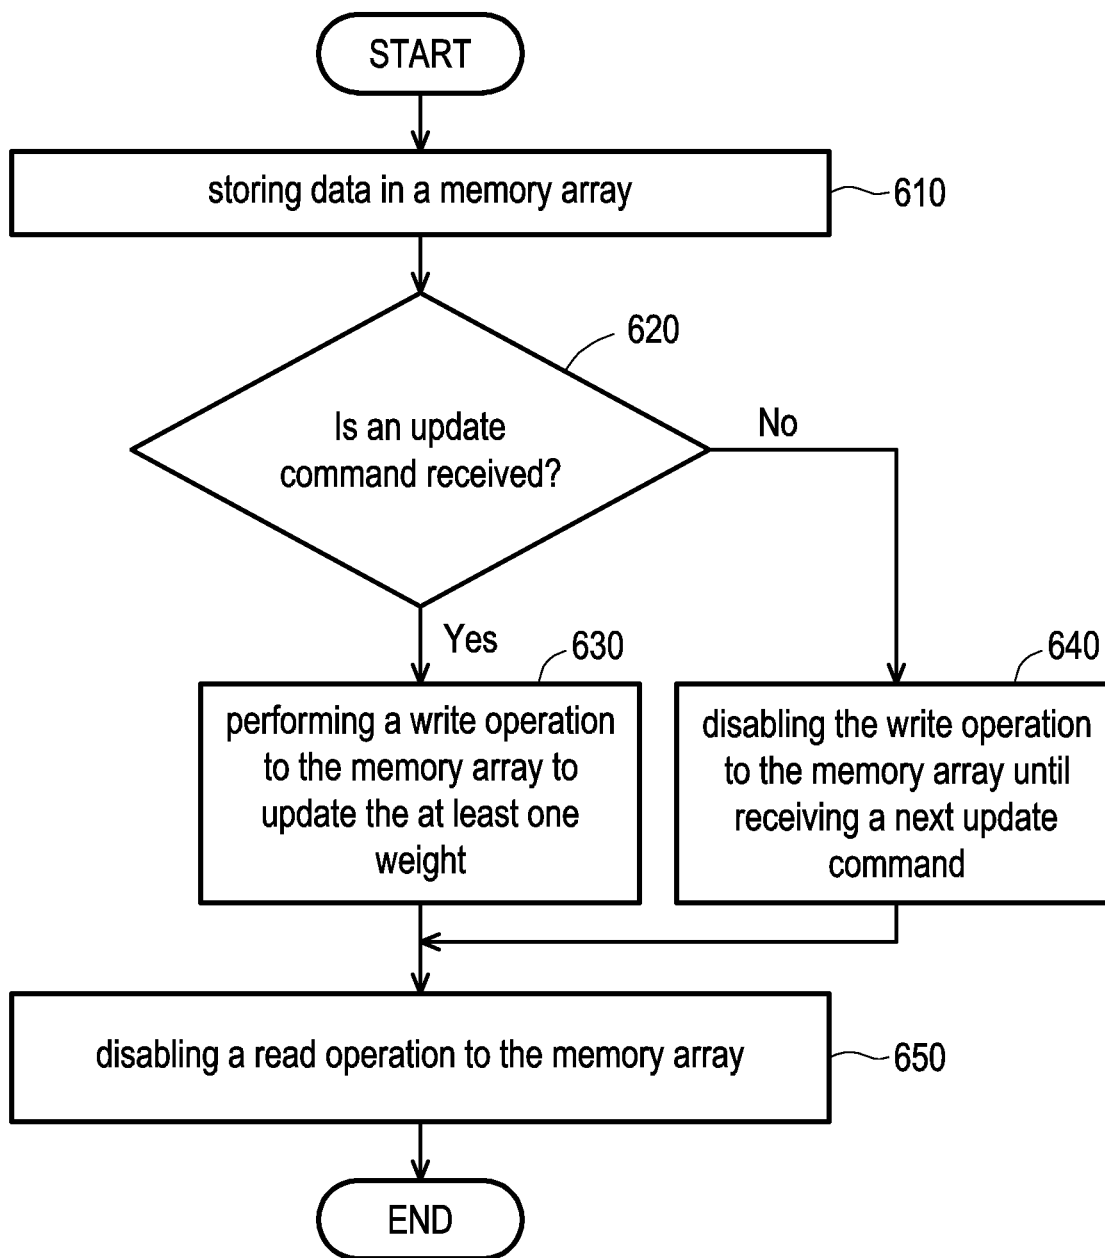 START
storing data in a memory array
610
620
Is an update
command received?
No
Yes
630
performing a write operation
to the memory array to
update the at least one
weight
640
disabling the write operation
to the memory array until
receiving a next update
command
disabling a read operation to the memory array
650
END